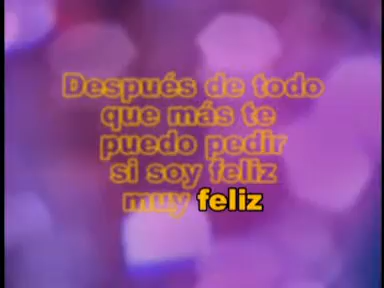 Después de todo
que más te
puedo pedir
si soy feliz
muy feliz